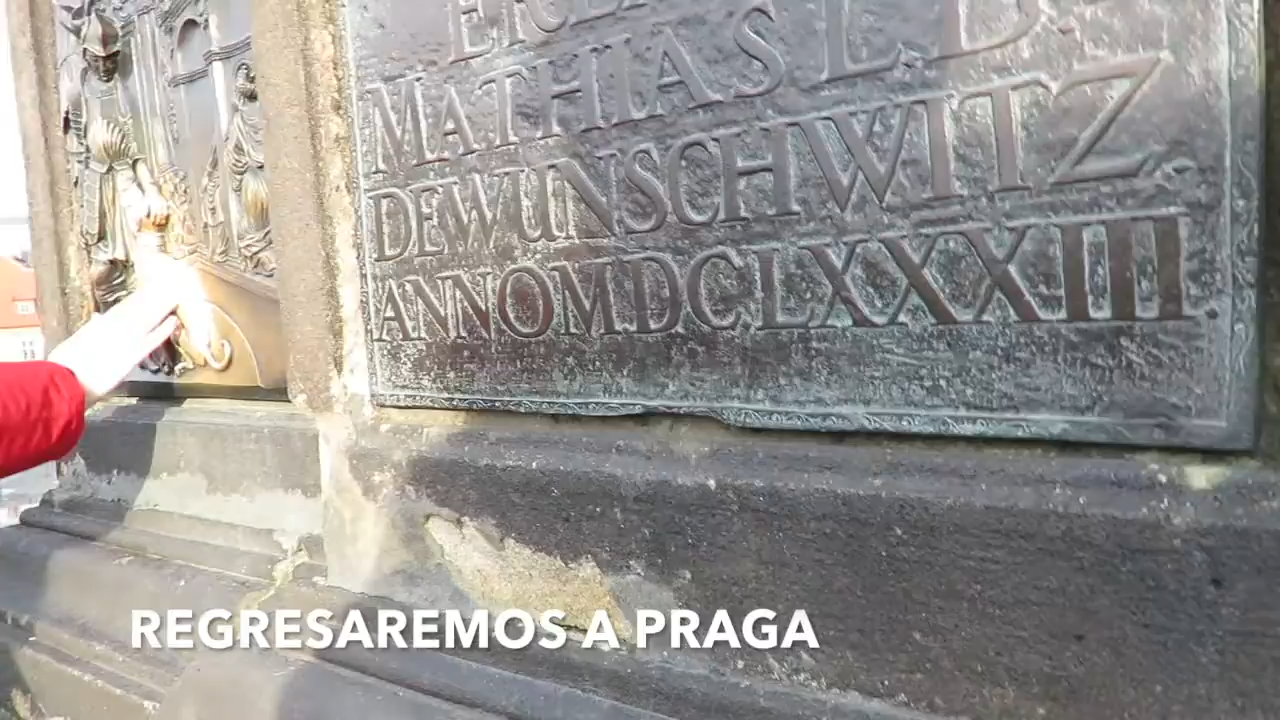 MATHIAS L. B.
DE WUNSCHWITZ.
ANNO MDCLXXXIII.
REGRESAREMOS A PRAGA